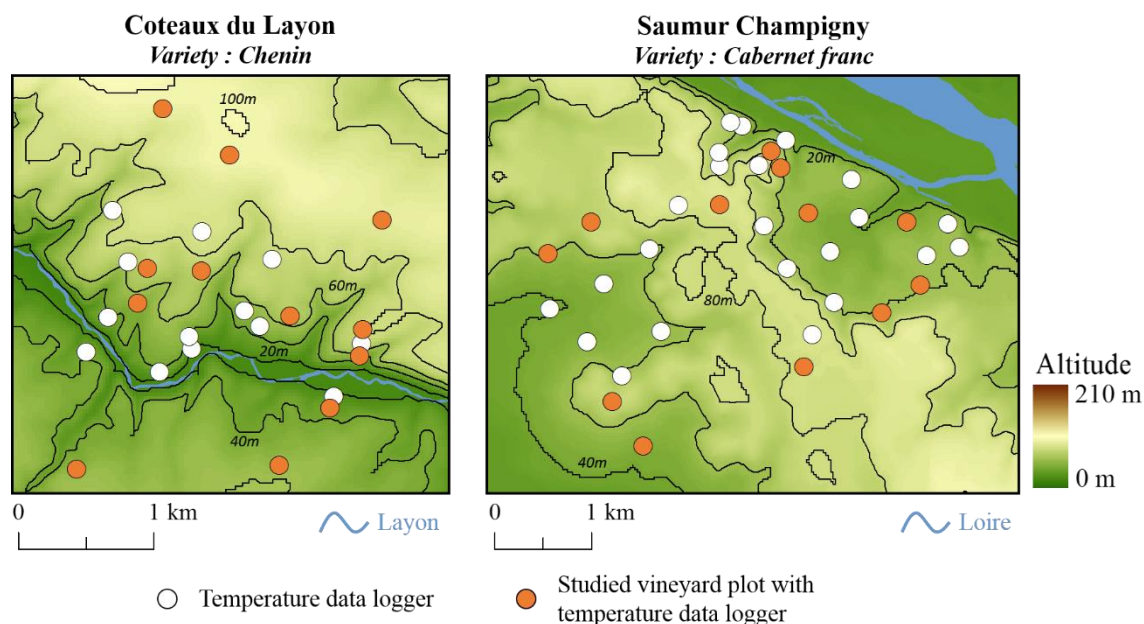 Coteaux du Layon
Variety : Chenin
Saumur Champigny
Variety : Cabernet franc
100m
60m
20m
40m
20m
80m
40m
Altitude
210 m
0 m
0 1 km
Layon
0 1 km
Loire
Temperature data logger
Studied vineyard plot with
temperature data logger